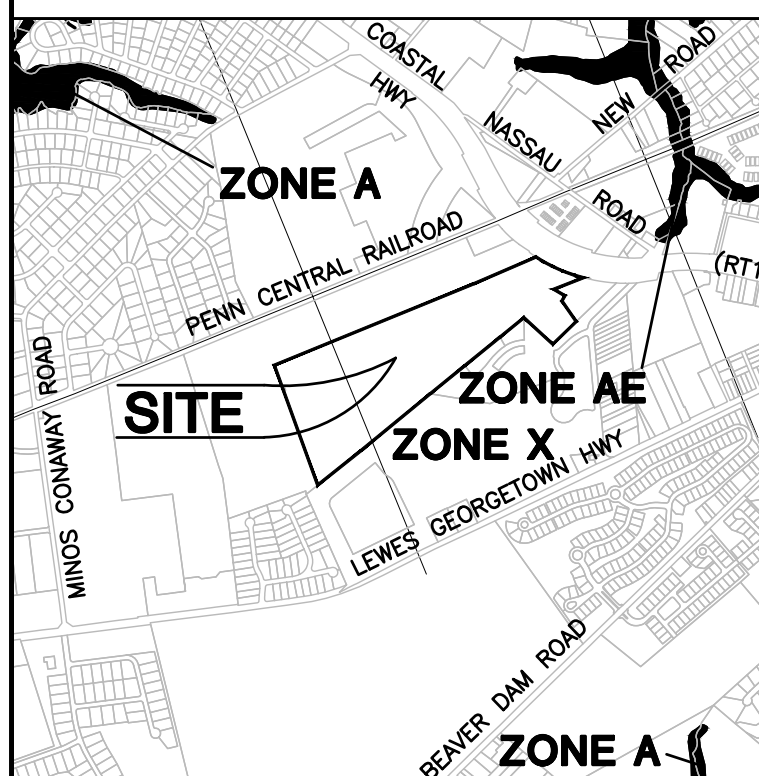 COASTAL
HWY
NEW ROAD
NASSAU ROAD
ZONE A
PENN CENTRAL RAILROAD
(RT1
MINOS CONAWAY ROAD
SITE
ZONE AE
ZONE X
LEWES GEORGETOWN HWY
BEAVER DAM ROAD
ZONE A